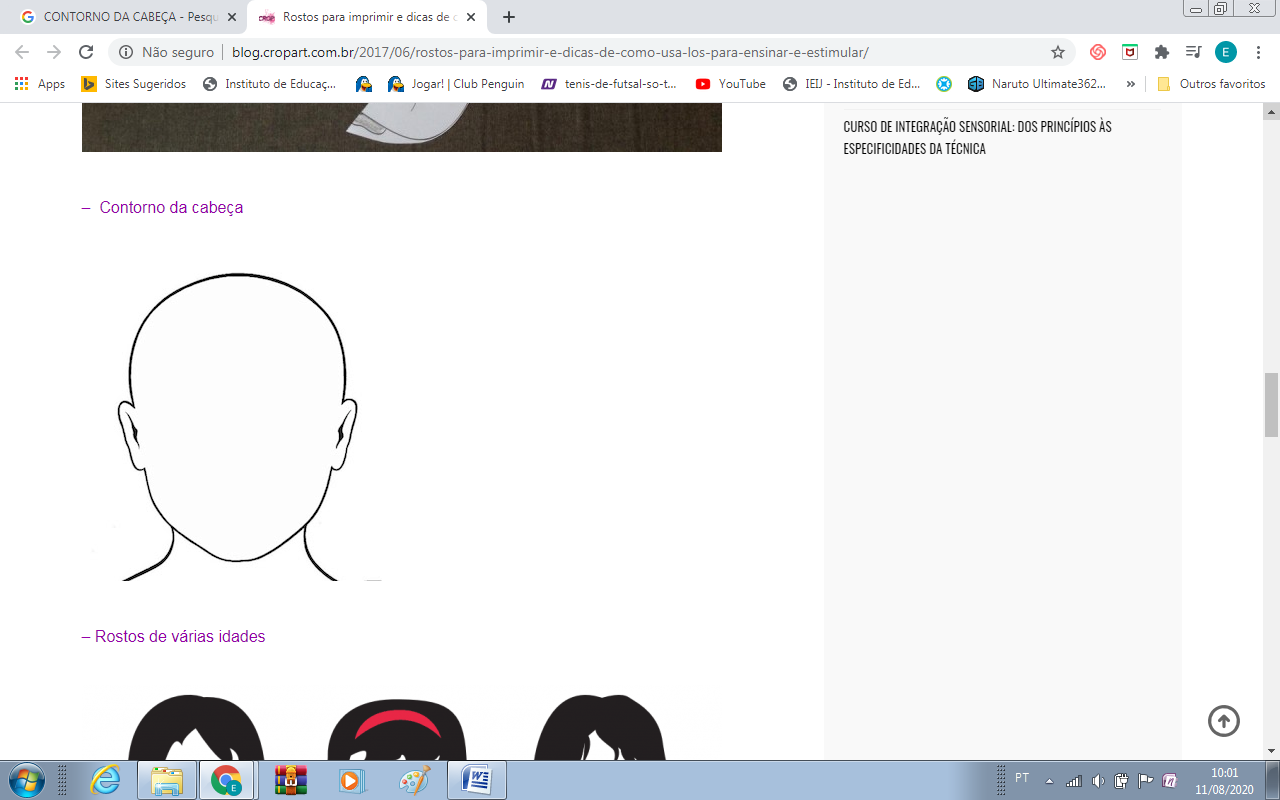 CONTORNO DA CABEÇA - Pesqu
Rostos para imprimir e dicas de c
Não seguro
blog.cropart.com.br/2017/06/rostos-para-imprimir-e-dicas-de-como-usa-los-para-ensinar-e-estimular/
E
Apps
Sites Sugeridos
Instituto de Educaç...
Jogar! | Club Penguin
tenis-de-futsal-so-t...
YouTube
IEIJ - Instituto de Ed...
Naruto Ultimate362...
»
Outros favoritos
CURSO DE INTEGRAÇÃO SENSORIAL: DOS PRINCÍPIOS ÀS
ESPECIFICIDADES DA TÉCNICA
– Contorno da cabeça
– Rostos de várias idades
PT
10:01
11/08/2020